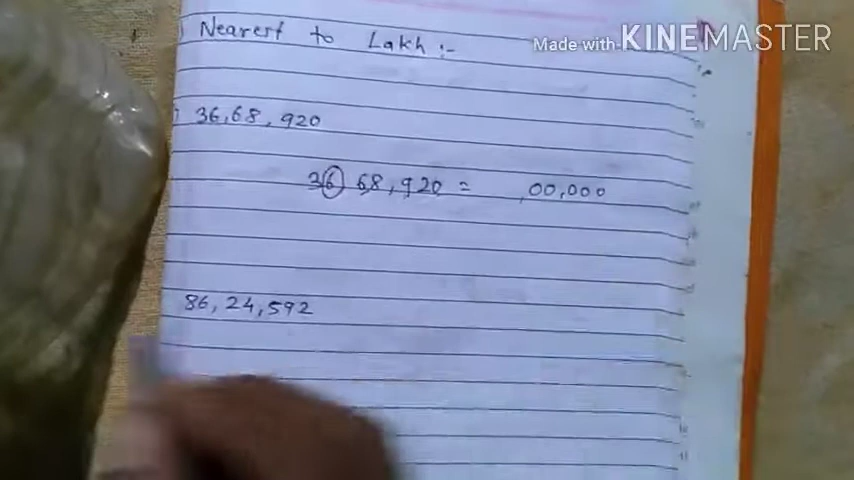 Made with KINEMASTER
Nearest to Lakh :-
36,68,920
36 68,920 = ,00,000
86,24,592